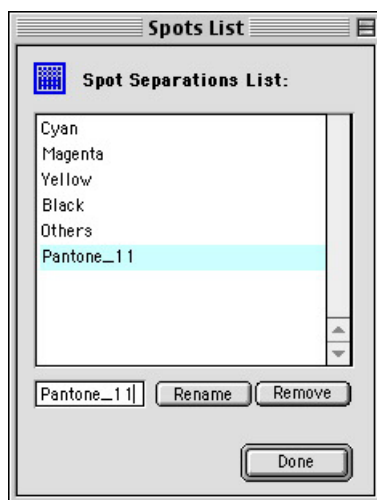 Spots List
Spot Separations List:
Cyan
Magenta
Yellow
Black
Others
Pantone_11
Pantone_11 Rename Remove
Done